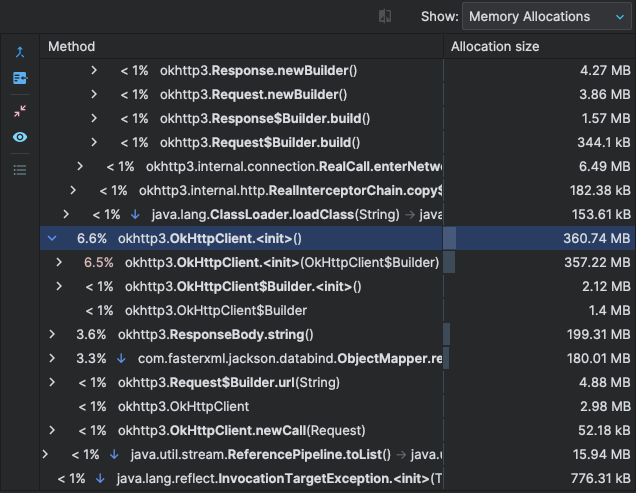 Show: Memory Allocations
Method Allocation size
< 1% okhttp3.Response.newBuilder() 4.27 MB
< 1% okhttp3.Request.newBuilder() 3.86 MB
< 1% okhttp3.Response$Builder.build() 1.57 MB
< 1% okhttp3.Request$Builder.build() 344.1 kB
< 1% okhttp3.internal.connection.RealCall.enterNetw 6.49 MB
< 1% okhttp3.internal.http.RealInterceptorChain.copy$ 182.38 kB
< 1% ↓ java.lang.ClassLoader.loadClass(String) → java 153.61 kB
6.6% okhttp3.OkHttpClient.<init>() 360.74 MB
6.5% okhttp3.OkHttpClient.<init>(OkHttpClient$Builder) 357.22 MB
< 1% okhttp3.OkHttpClient$Builder.<init>() 2.12 MB
< 1% okhttp3.OkHttpClient$Builder 1.4 MB
3.6% okhttp3.ResponseBody.string() 199.31 MB
3.3% ↓ com.fasterxml.jackson.databind.ObjectMapper.re 180.01 MB
< 1% okhttp3.Request$Builder.url(String) 4.88 MB
< 1% okhttp3.OkHttpClient 2.98 MB
< 1% okhttp3.OkHttpClient.newCall(Request) 52.18 kB
< 1% ↓ java.util.stream.ReferencePipeline.toList() → java.u 15.94 MB
< 1% ↓ java.lang.reflect.InvocationTargetException.<init>(T 776.31 kB